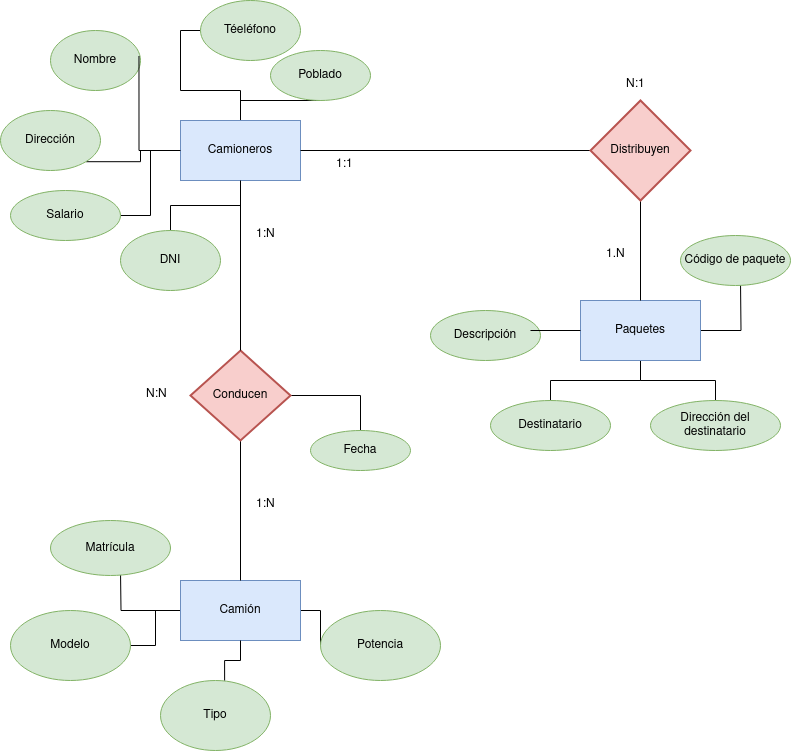 Téeléfono
Nombre
Poblado
N:1
Dirección
Camioneros
Distribuyen
1:1
Salario
1:N
DNI
1.N
Código de paquete
Descripción
Paquetes
N:N
Conducen
Destinatario
Dirección del
destinatario
Fecha
1:N
Matrícula
Camión
Modelo
Potencia
Tipo